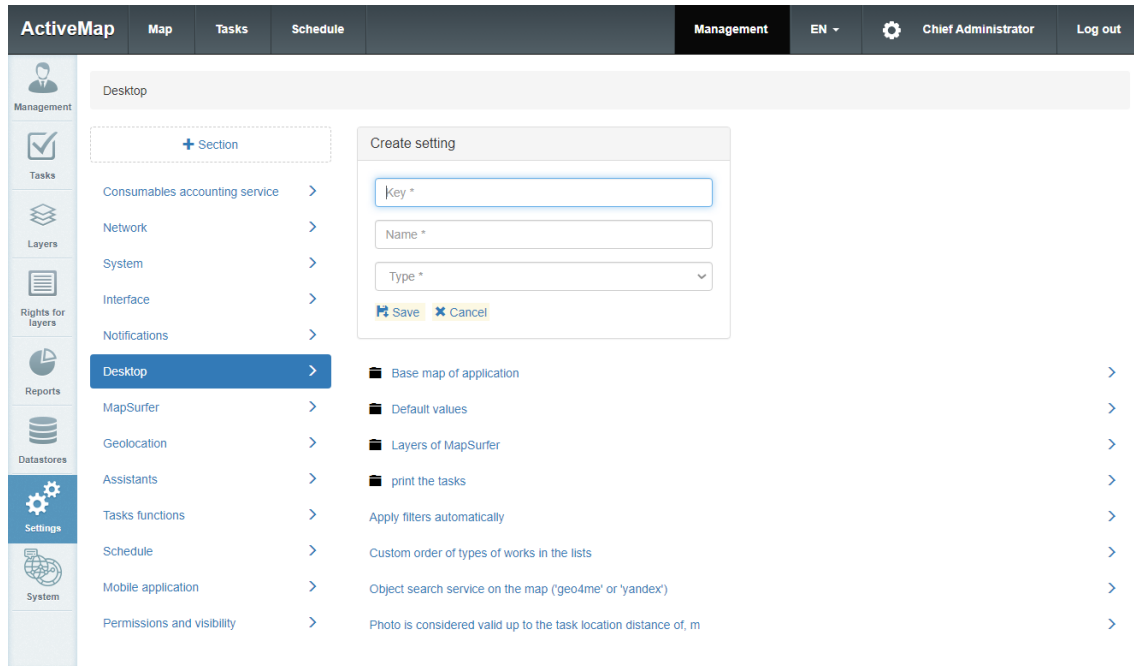 ActiveMap Map Tasks Schedule Management EN Chief Administrator Log out
Management
Tasks
Layers
Rights for
layers
Reports
Datastores
Settings
System
Desktop
+ Section
Consumables accounting service
Network
System
Interface
Notifications
Desktop
MapSurfer
Geolocation
Assistants
Tasks functions
Schedule
Mobile application
Permissions and visibility
Create setting
Key *
Name *
Type *
Save Cancel
Base map of application
Default values
Layers of MapSurfer
print the tasks
Apply filters automatically
Custom order of types of works in the lists
Object search service on the map ('geo4me' or 'yandex')
Photo is considered valid up to the task location distance of, m